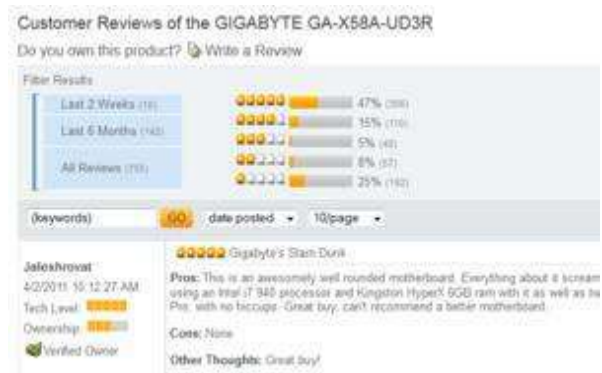 Customer Reviews of the GIGABYTE GA-X58A-UD3R
Do you own this product? Write a Review
Filter Results
Last 2 Weeks
47%
Last 6 Months
15%
5%
All Reviews
8%
25%
(keywords) GO date posted 10/page
Gigabyte's Slam Dunk
Jaleshrovat
4/2/2011 10:12:27 AM
Pros: This is an awesomely well rounded motherboard. Everything about it scream
Tech Level:
using an Intel i7 940 processor and Kingston HyperX 6GB ram with it as well as
Ownership:
Pro, with no hiccups. Great buy, can't recommend a better motherboard.
Verified Owner
Cons: None
Other Thoughts: Great buy!